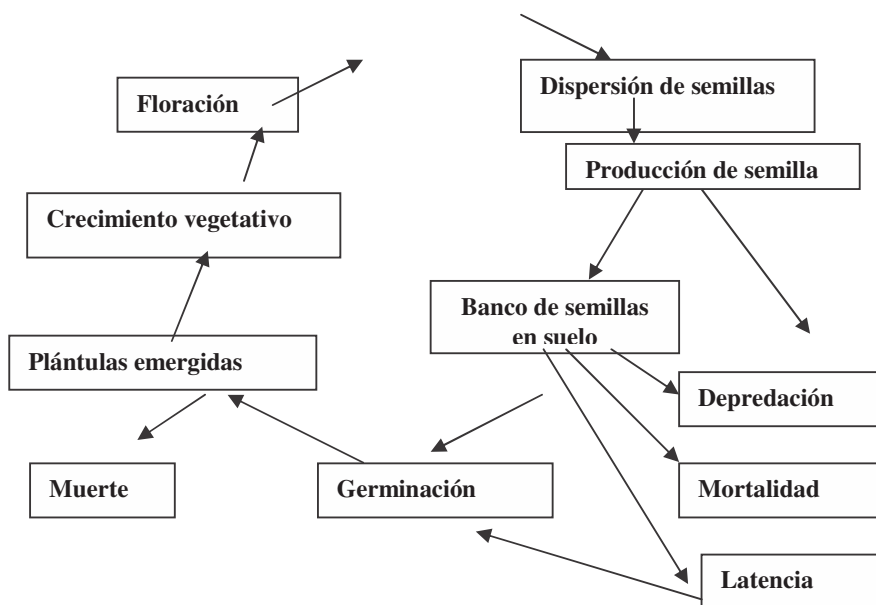 Dispersión de semillas
Floración
Producción de semilla
Crecimiento vegetativo
Banco de semillas
en suelo
Plántulas emergidas
Depredación
Muerte
Germinación
Mortalidad
Latencia